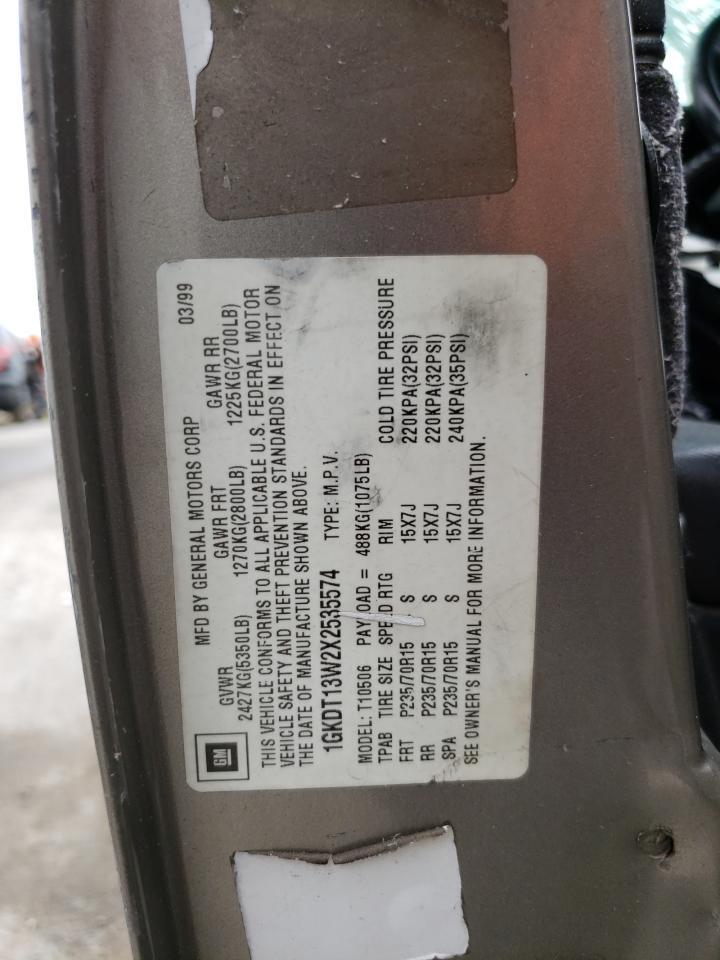 GM
MFD BY GENERAL MOTORS CORP 03/99
GVWR GAWR FRT GAWR RR
2427KG(5350LB) 1270KG(2800LB) 1225KG(2700LB)
THIS VEHICLE CONFORMS TO ALL APPLICABLE U.S. FEDERAL MOTOR
VEHICLE SAFETY AND THEFT PREVENTION STANDARDS IN EFFECT ON
THE DATE OF MANUFACTURE SHOWN ABOVE.
1GKDT13W2X2535574 TYPE: M.P.V.
MODEL: T10506 PAYLOAD = 488KG(1075LB)
TPAB TIRE SIZE SPEED RTG RIM COLD TIRE PRESSURE
FRT P235/70R15 S 15X7J 220KPA(32PSI)
RR P235/70R15 S 15X7J 220KPA(32PSI)
SPA P235/70R15 S 15X7J 240KPA(35PSI)
SEE OWNER'S MANUAL FOR MORE INFORMATION.